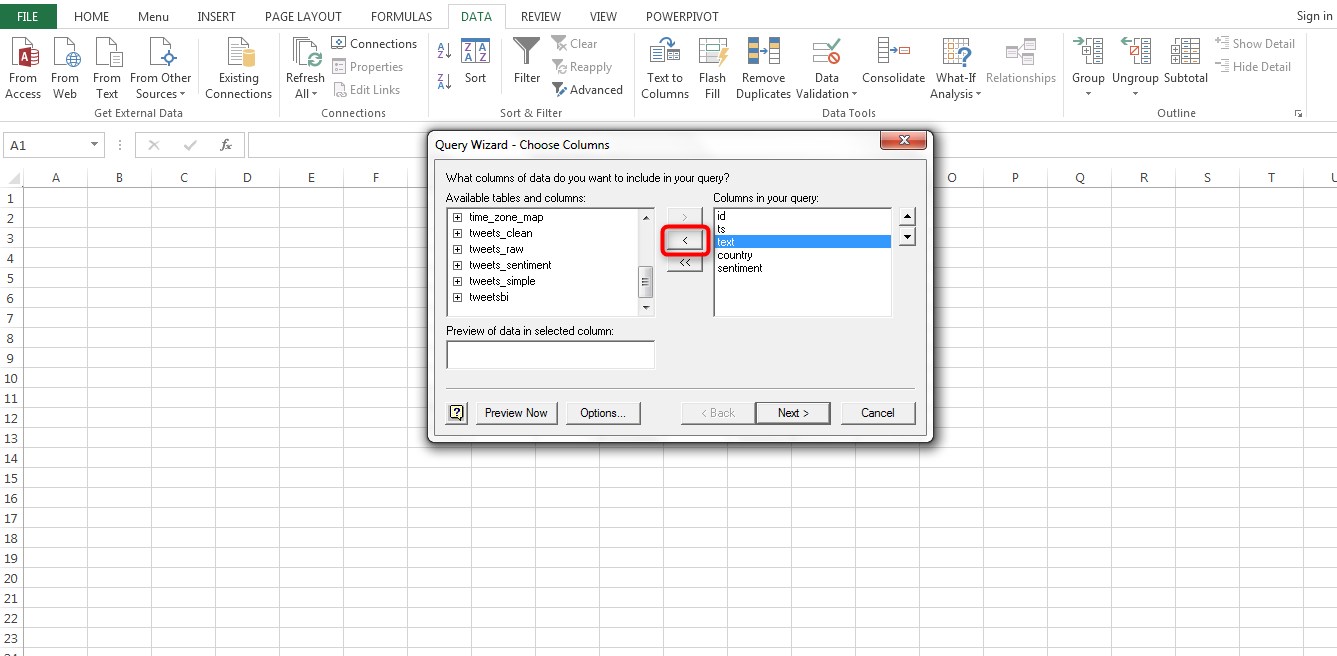 FILE HOME Menu INSERT PAGE LAYOUT FORMULAS DATA REVIEW VIEW POWERPIVOT Sign in
From Access
From Web
From Text
From Other Sources
Existing Connections
Get External Data
Refresh All
Connections
Properties
Edit Links
Connections
Sort
Filter
Clear
Reapply
Advanced
Sort & Filter
Text to Columns
Flash Fill
Remove Duplicates
Data Validation
Consolidate
What-If Analysis
Relationships
Data Tools
Group
Ungroup
Subtotal
Show Detail
Hide Detail
Outline
A1 fx
A B C D E F O P Q R S T U
1
2
3
4
5
6
7
8
9
10
11
12
13
14
15
16
17
18
19
20
21
22
23
Query Wizard - Choose Columns
What columns of data do you want to include in your query?
Available tables and columns:
time_zone_map
tweets_clean
tweets_raw
tweets_sentiment
tweets_simple
tweetsbi
>
<
<<
Columns in your query:
id
ts
text
country
sentiment
Preview of data in selected column:
? Preview Now Options... < Back Next > Cancel